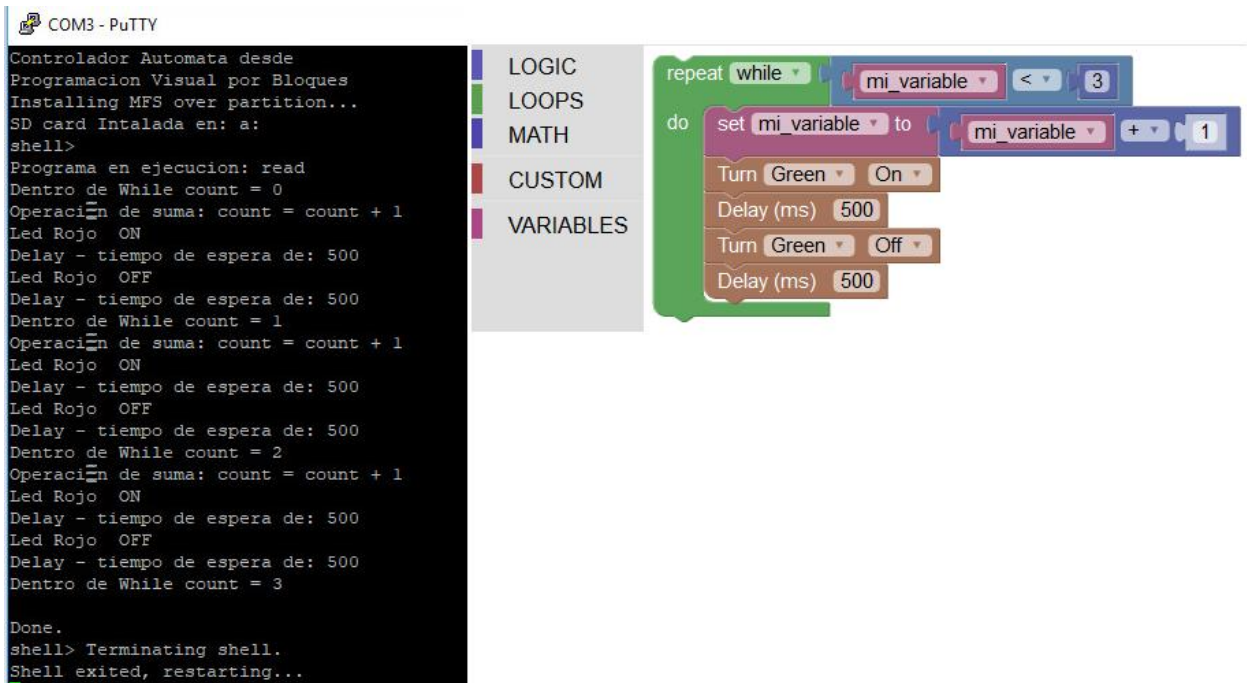 COM3 - PuTTY
Controlador Automata desde
Programacion Visual por Bloques
Installing MFS over partition...
SD card Intalada en: a:
shell>
Programa en ejecucion: read
Dentro de While count = 0
de suma: count = count + 1
Led Rojo ON
Delay - tiempo de espera de: 500
Led Rojo OFF
Delay - tiempo de espera de: 500
Dentro de While count = 1
de suma: count = count + 1
Led Rojo ON
Delay - tiempo de espera de: 500
Led Rojo OFF
Delay - tiempo de espera de: 500
Dentro de While count = 2
de suma: count = count + 1
Led Rojo ON
Delay - tiempo de espera de: 500
Led Rojo OFF
Delay - tiempo de espera de: 500
Dentro de While count = 3
Done.
shell> Terminating shell.
Shell exited, restarting...
LOGIC
LOOPS
MATH
CUSTOM
VARIABLES
repeat while mi_variable < 3
do set mi_variable to mi_variable + 1
Turn Green On
Delay (ms) 500
Turn Green Off
Delay (ms) 500